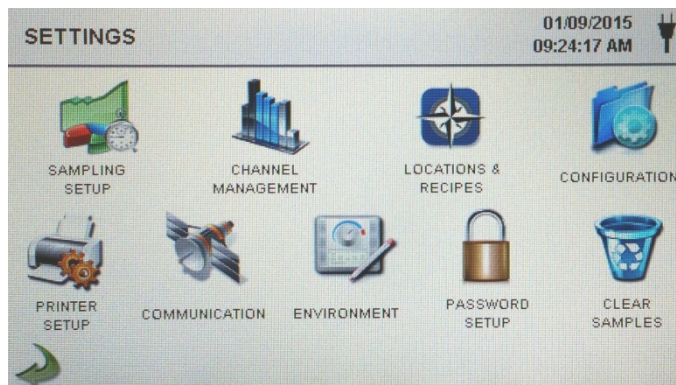 SETTINGS
01/09/2015
09:24:17 AM
SAMPLING
SETUP
CHANNEL
MANAGEMENT
LOCATIONS &
RECIPES
CONFIGURATION
PRINTER
SETUP
COMMUNICATION
ENVIRONMENT
PASSWORD
SETUP
CLEAR
SAMPLES